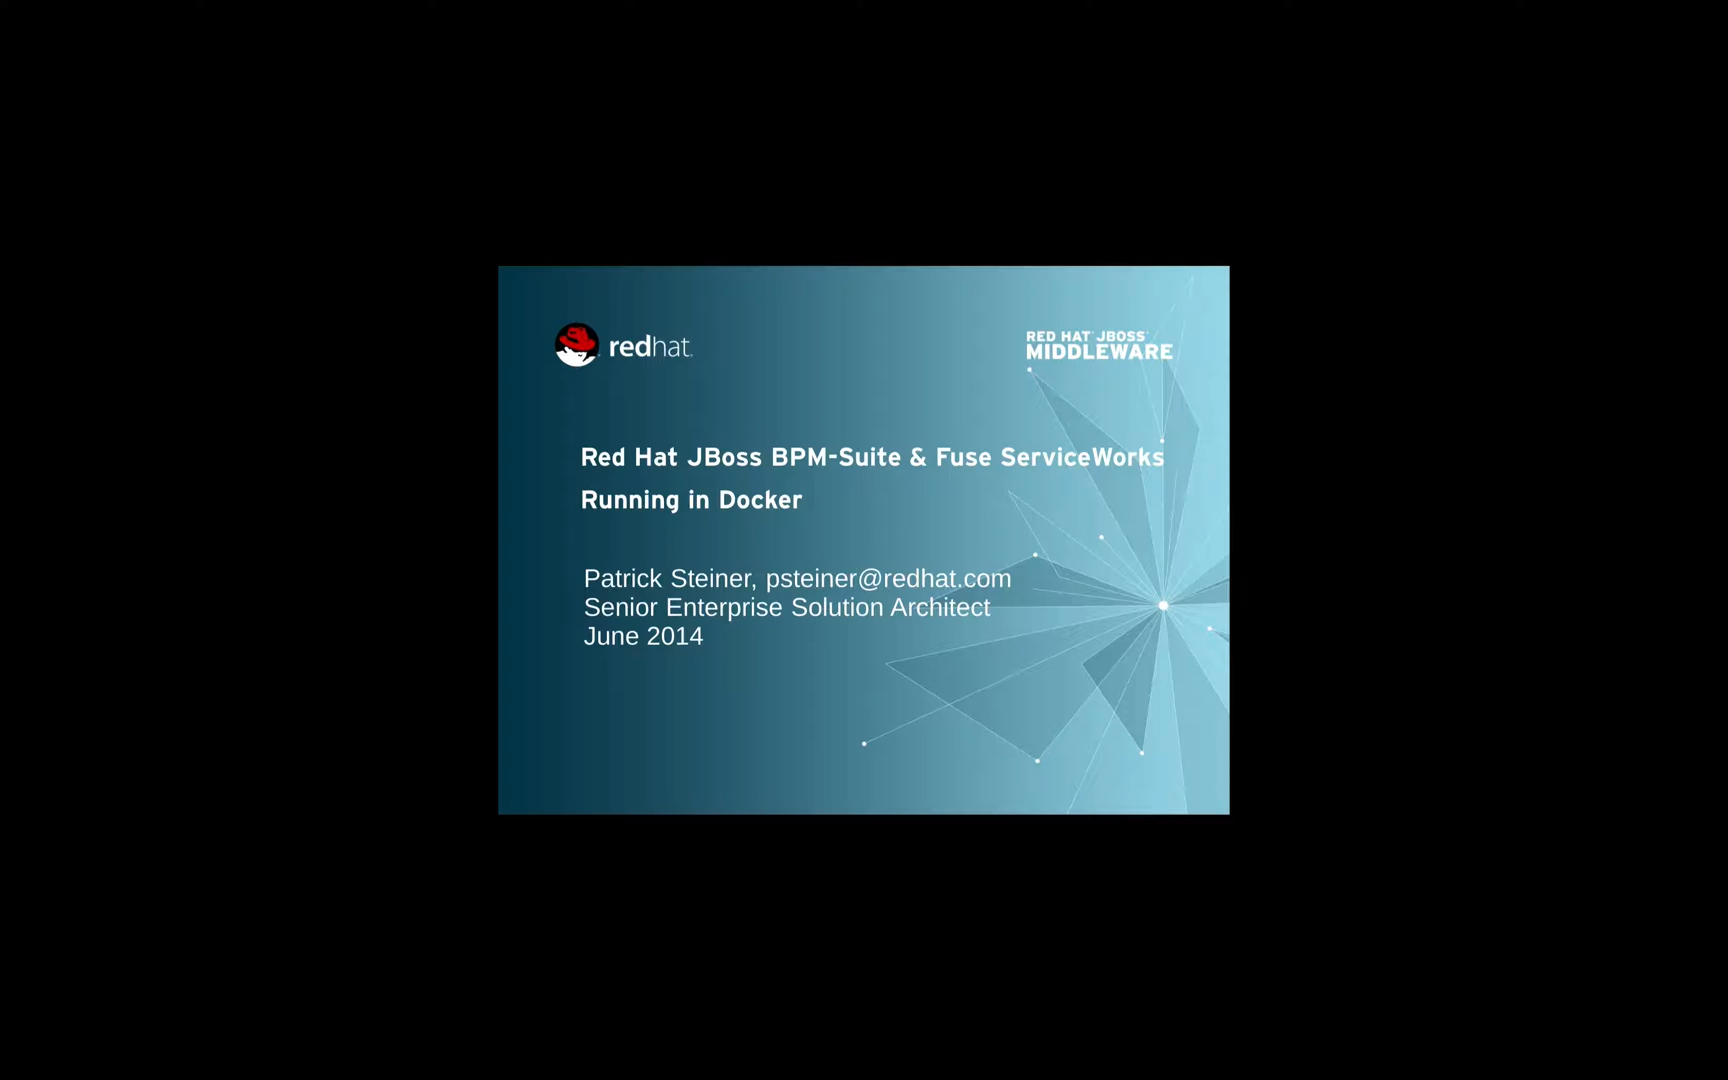 redhat.
RED HAT JBOSS
MIDDLEWARE
Red Hat JBoss BPM-Suite & Fuse ServiceWorks
Running in Docker
Patrick Steiner, psteiner@redhat.com
Senior Enterprise Solution Architect
June 2014